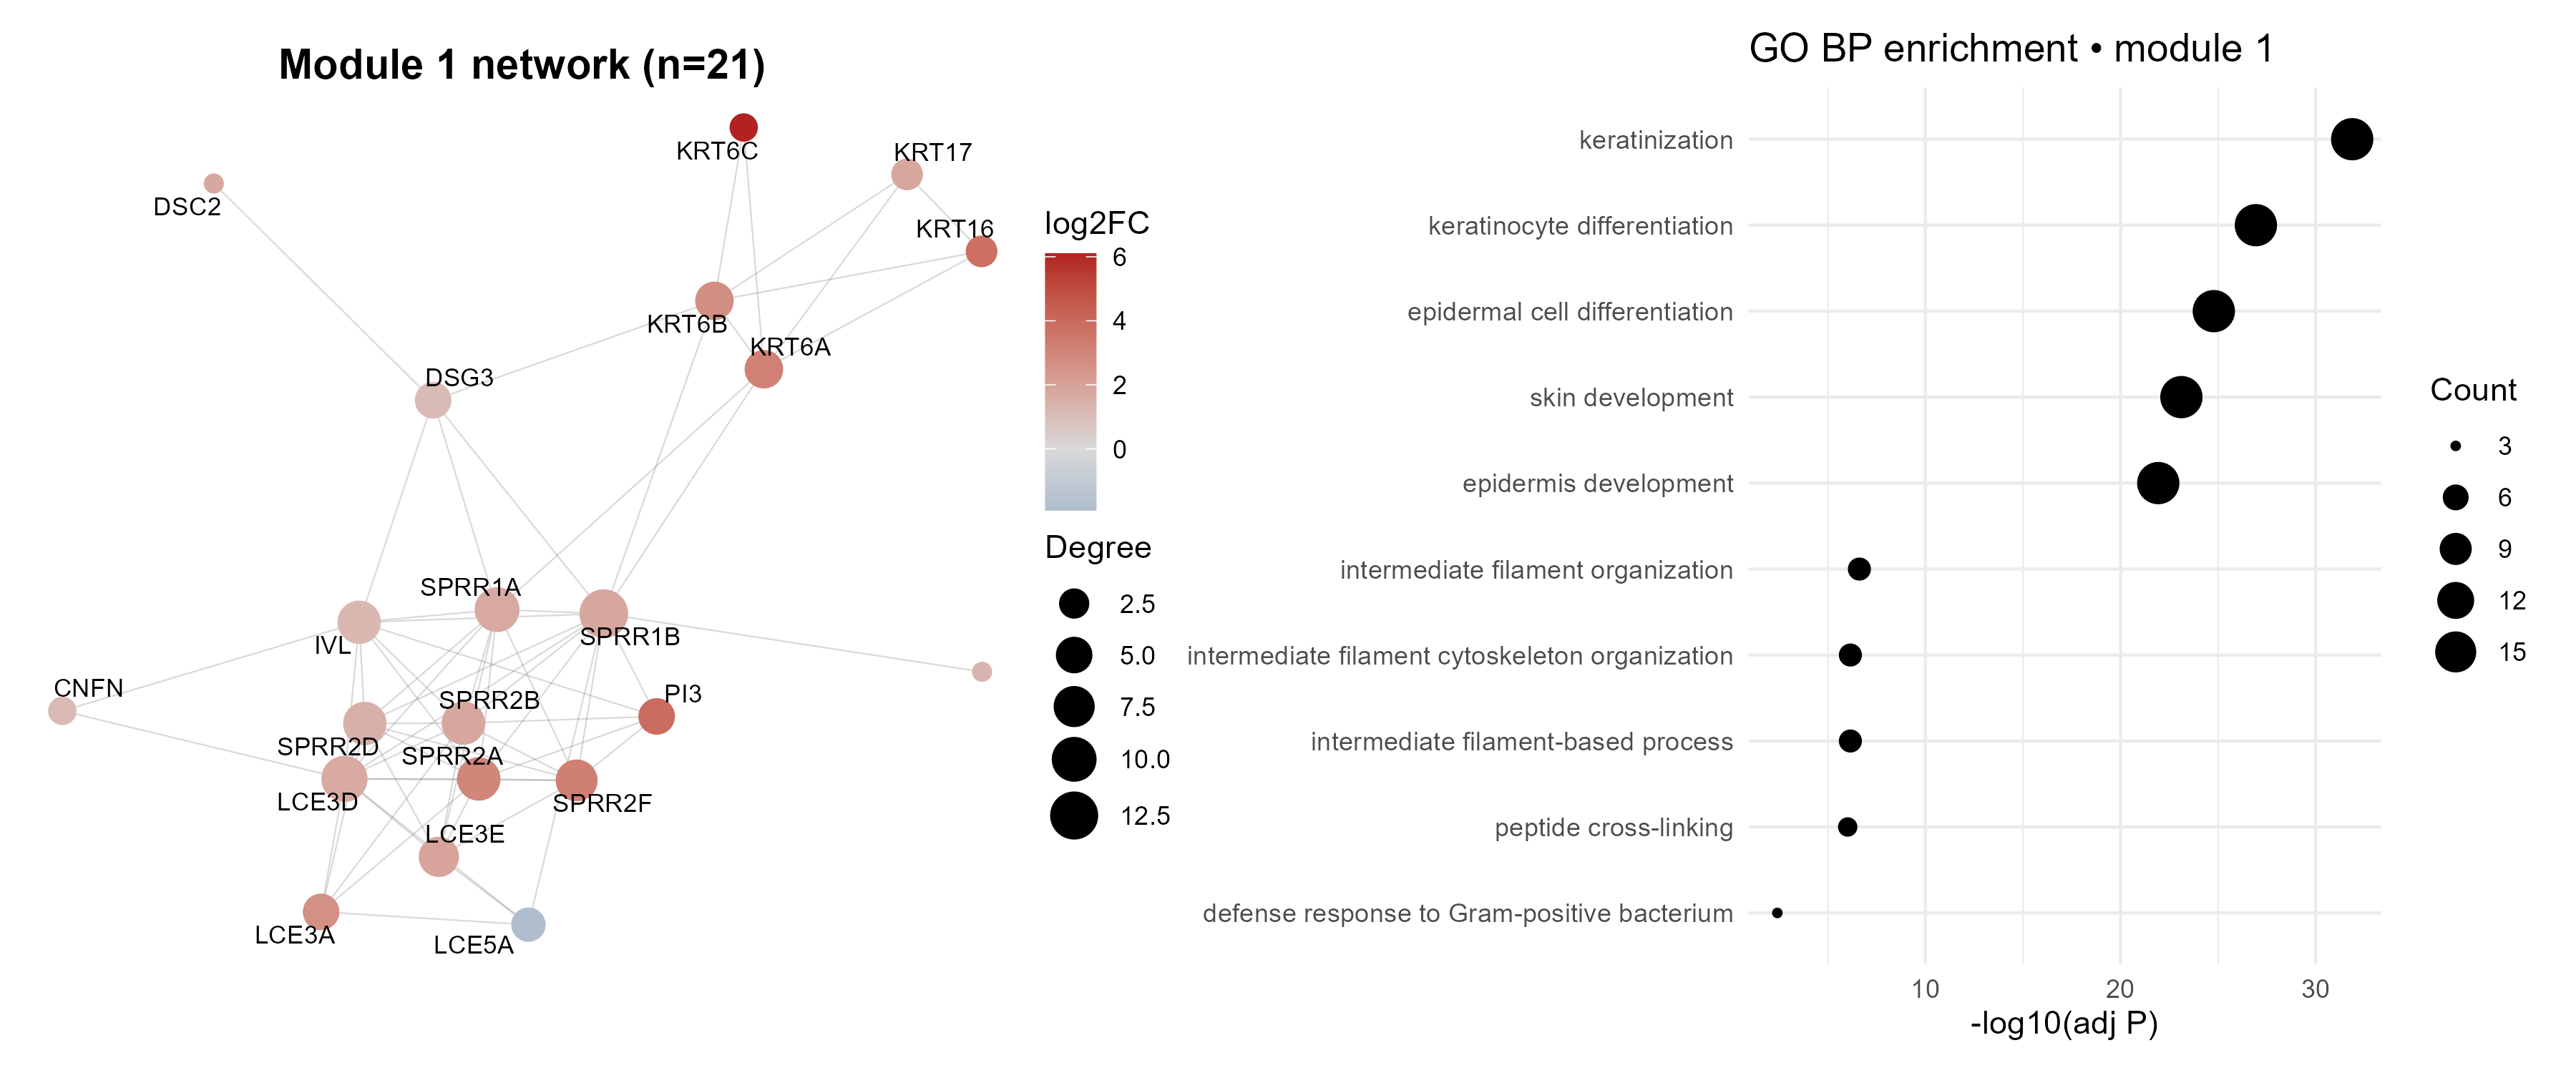 Module 1 network (n=21)
KRT6C
KRT17
DSC2
KRT16
KRT6B
KRT6A
DSG3
SPRR1A
SPRR1B
IVL
CNFN
SPRR2B
PI3
SPRR2D
SPRR2A
LCE3D
SPRR2F
LCE3E
LCE3A
LCE5A
log2FC
6
4
2
0
Degree
2.5
5.0
7.5
10.0
12.5
GO BP enrichment • module 1
keratinization
keratinocyte differentiation
epidermal cell differentiation
skin development
epidermis development
intermediate filament organization
intermediate filament cytoskeleton organization
intermediate filament-based process
peptide cross-linking
defense response to Gram-positive bacterium
10
20
30
-log10(adj P)
Count
3
6
9
12
15